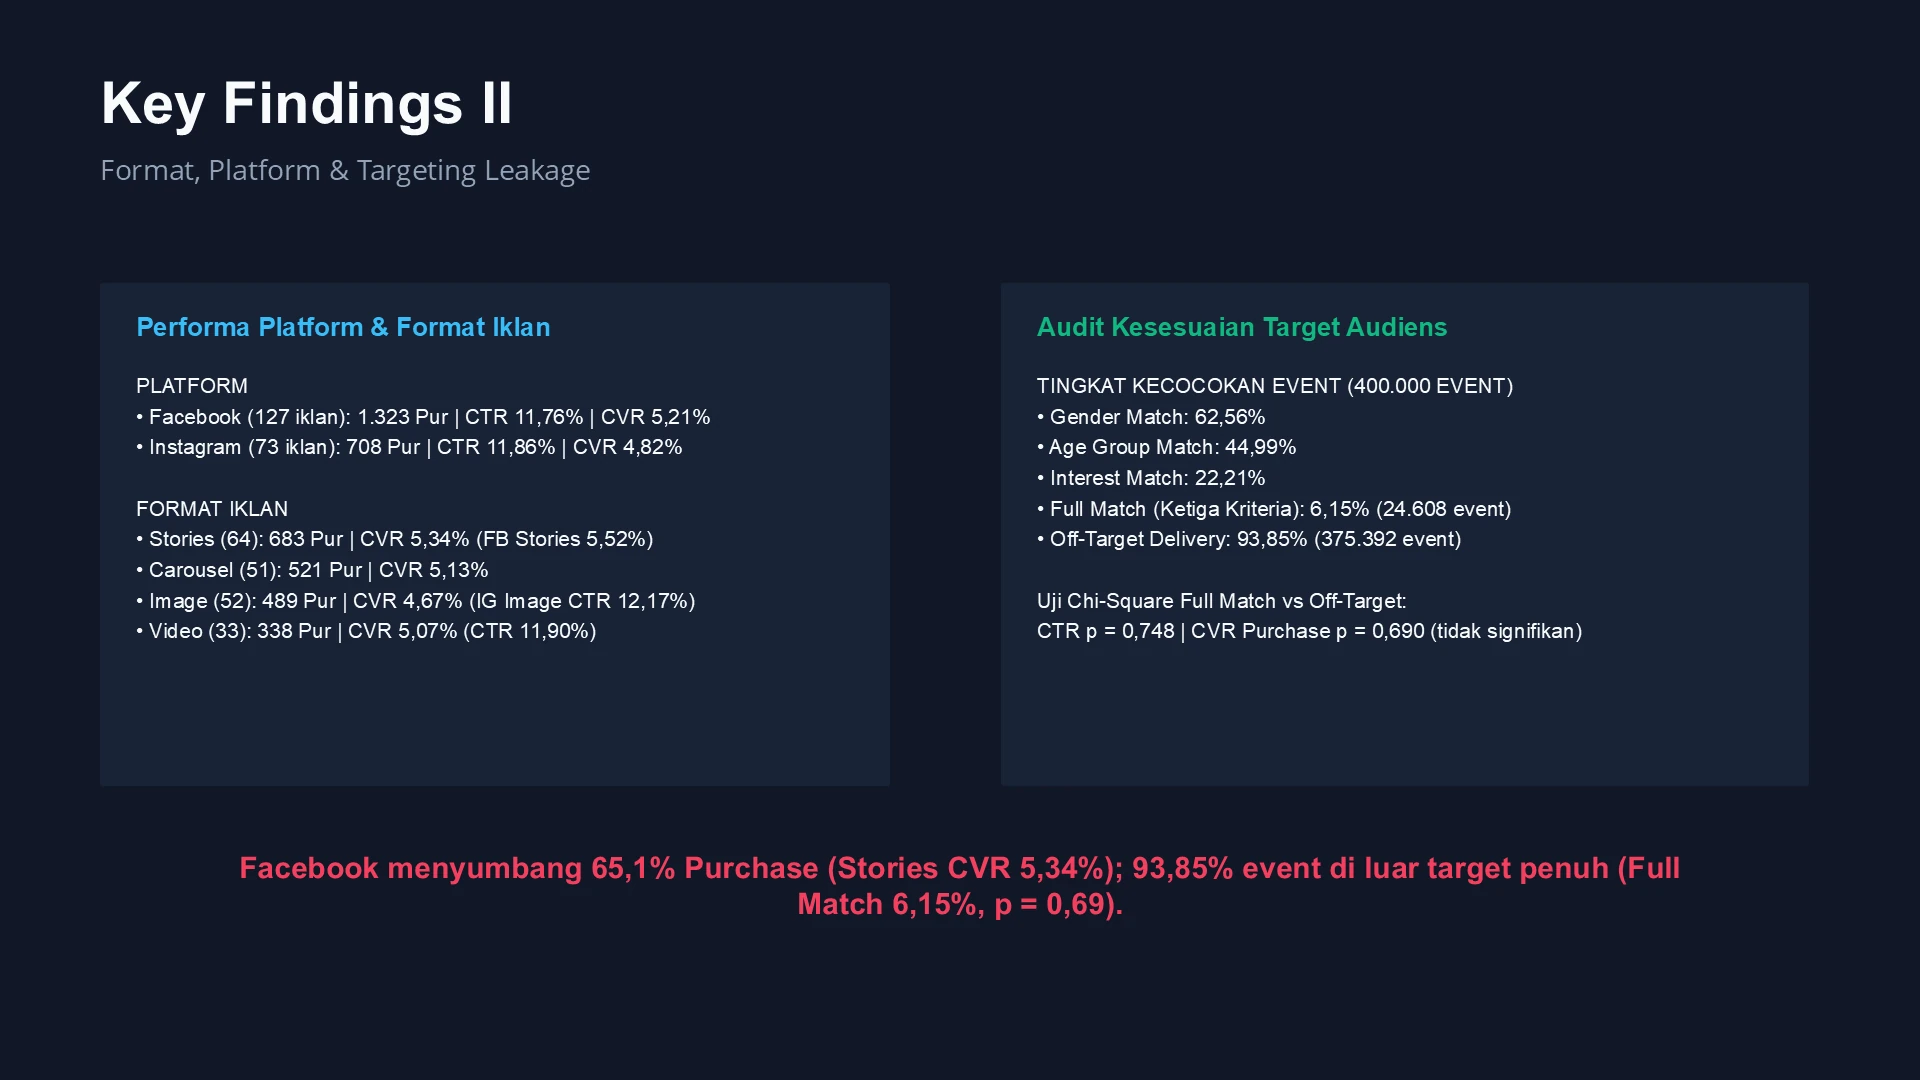 Key Findings II
Format, Platform & Targeting Leakage
Performa Platform & Format Iklan
PLATFORM
• Facebook (127 iklan): 1.323 Pur | CTR 11,76% | CVR 5,21%
• Instagram (73 iklan): 708 Pur | CTR 11,86% | CVR 4,82%
FORMAT IKLAN
• Stories (64): 683 Pur | CVR 5,34% (FB Stories 5,52%)
• Carousel (51): 521 Pur | CVR 5,13%
• Image (52): 489 Pur | CVR 4,67% (IG Image CTR 12,17%)
• Video (33): 338 Pur | CVR 5,07% (CTR 11,90%)
Audit Kesesuaian Target Audiens
TINGKAT KECOCOKAN EVENT (400.000 EVENT)
• Gender Match: 62,56%
• Age Group Match: 44,99%
• Interest Match: 22,21%
• Full Match (Ketiga Kriteria): 6,15% (24.608 event)
• Off-Target Delivery: 93,85% (375.392 event)
Uji Chi-Square Full Match vs Off-Target:
CTR p = 0,748 | CVR Purchase p = 0,690 (tidak signifikan)
Facebook menyumbang 65,1% Purchase (Stories CVR 5,34%); 93,85% event di luar target penuh (Full
Match 6,15%, p = 0,69).